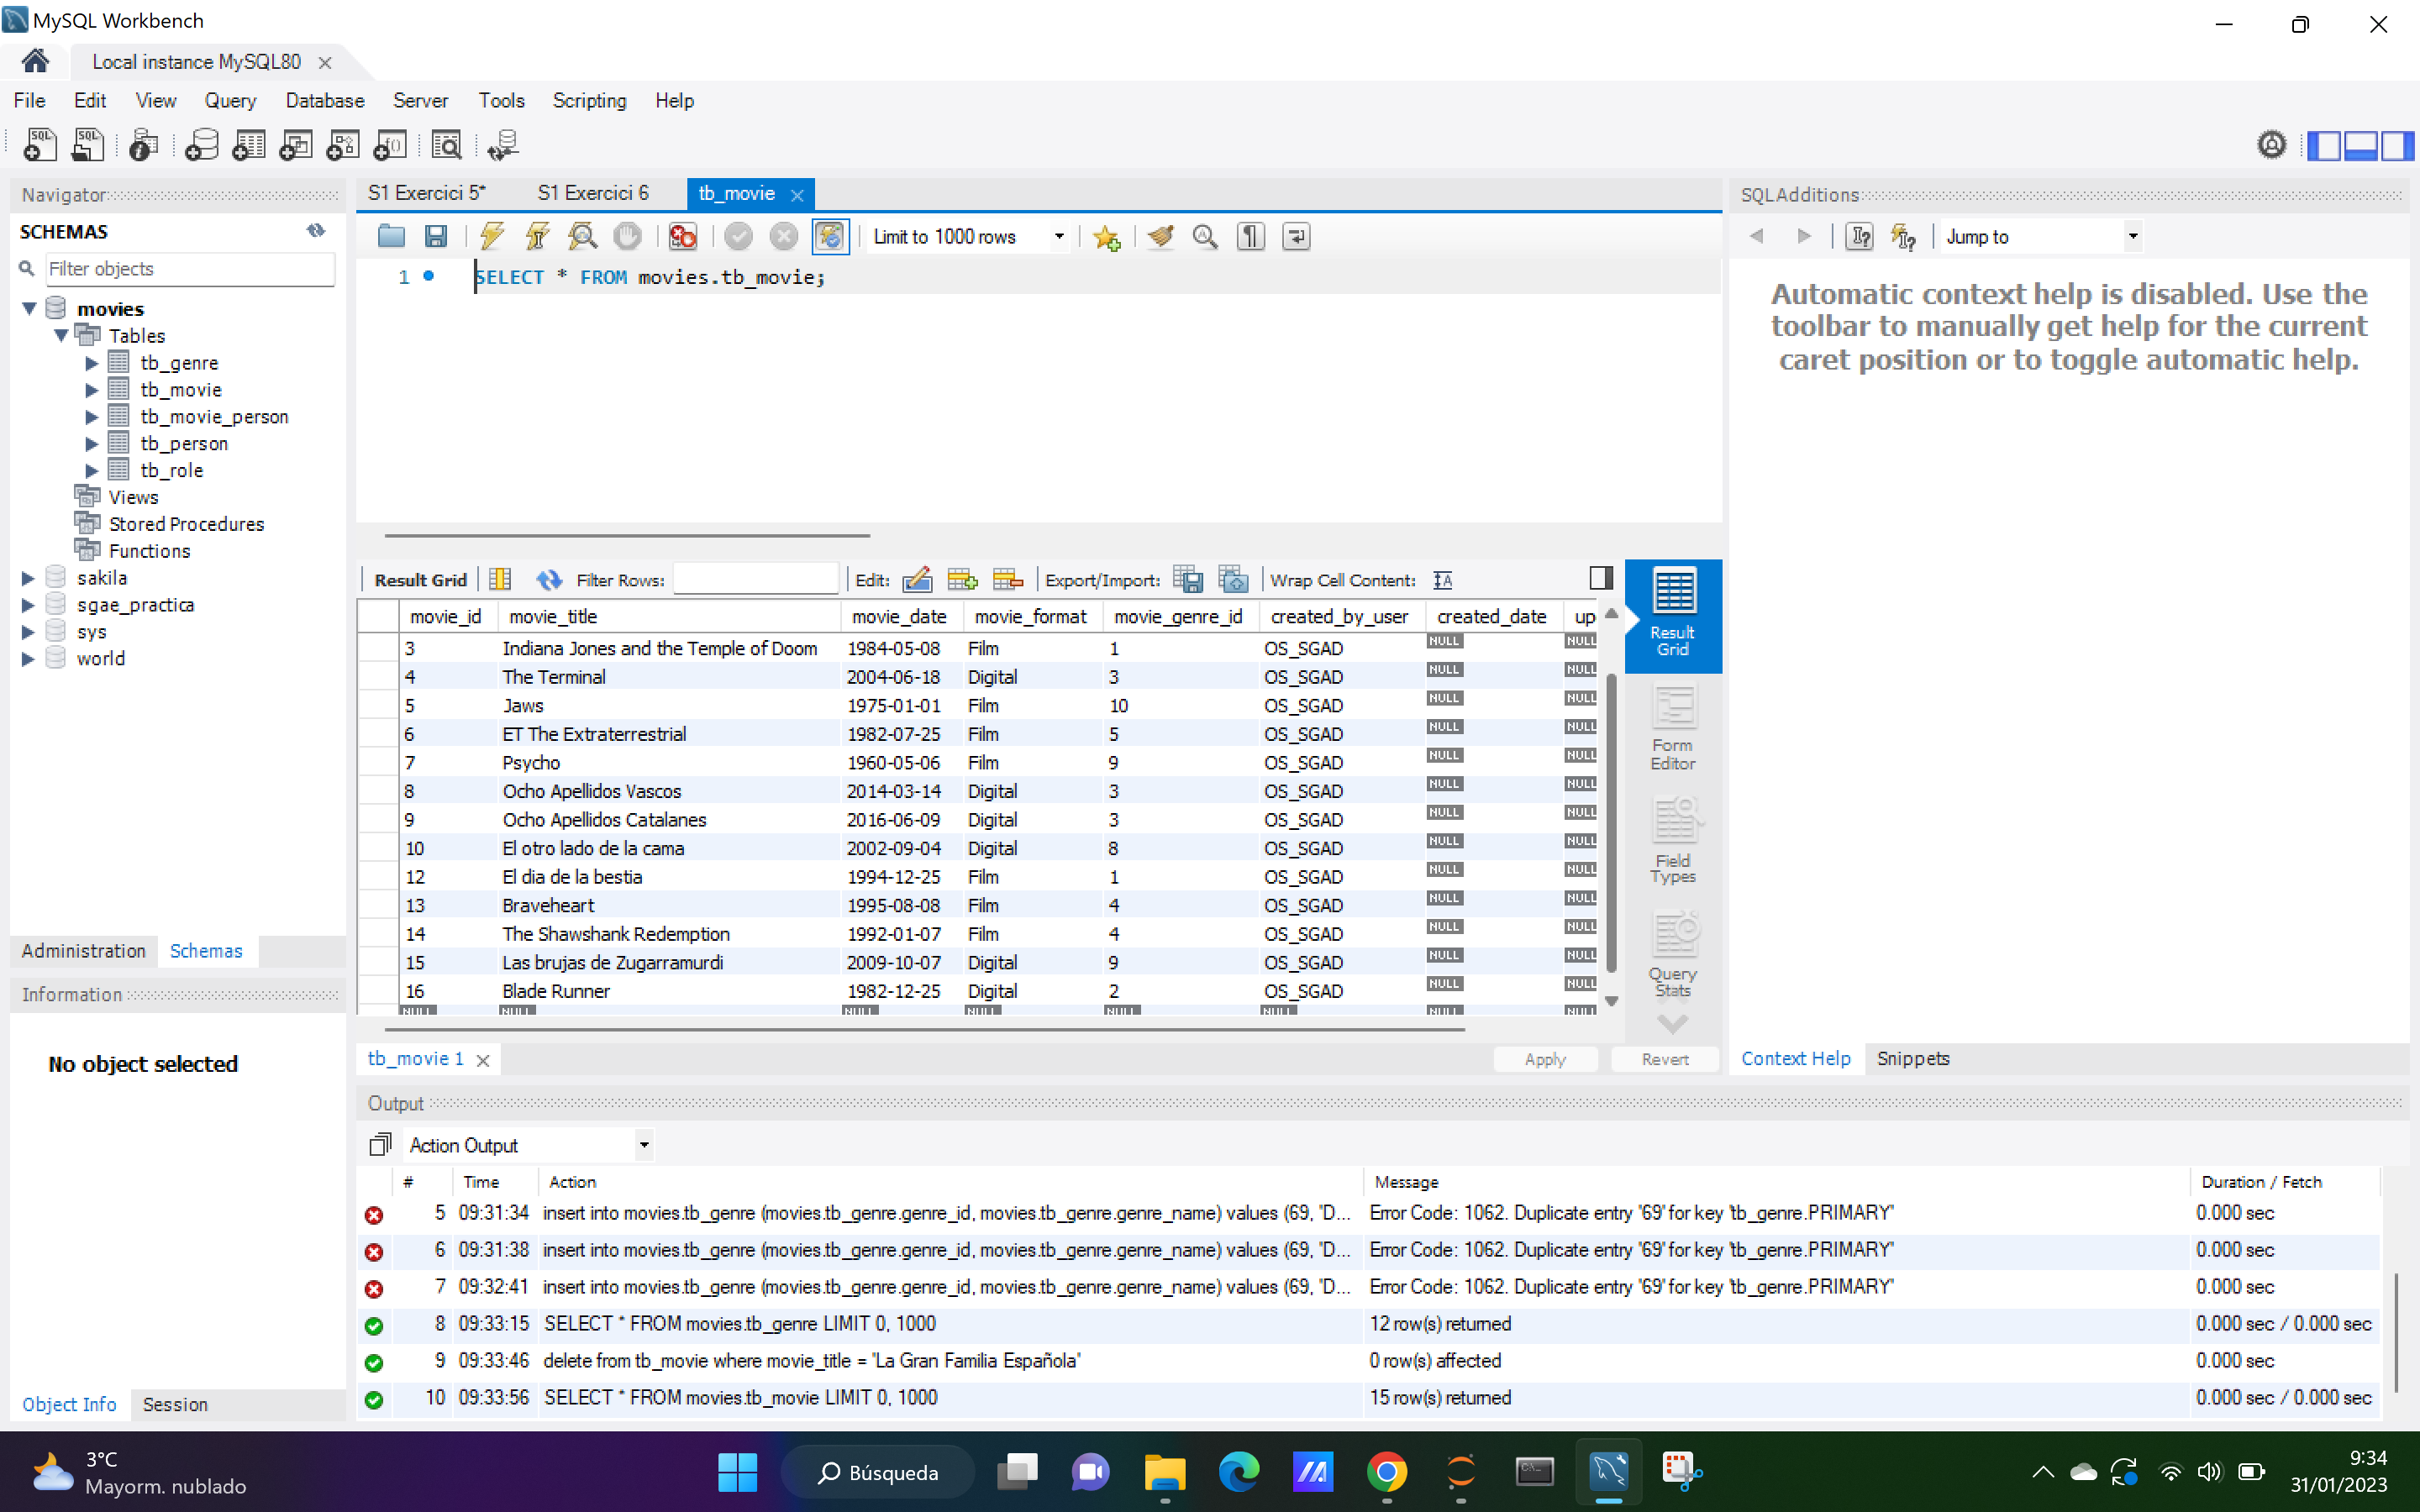 MySQL Workbench
Local instance MySQL80
File Edit View Query Database Server Tools Scripting Help
Navigator
SCHEMAS
Filter objects
movies
Tables
tb_genre
tb_movie
tb_movie_person
tb_person
tb_role
Views
Stored Procedures
Functions
sakila
sgae_practica
sys
world
Administration Schemas
Information
No object selected
Object Info Session
S1 Exercici 5* S1 Exercici 6 tb_movie
Limit to 1000 rows
1 SELECT * FROM movies.tb_movie;
Result Grid Filter Rows: Edit: Export/Import: Wrap Cell Content:
movie_id movie_title movie_date movie_format movie_genre_id created_by_user created_date up
3 Indiana Jones and the Temple of Doom 1984-05-08 Film 1 OS_SGAD NULL NULL
4 The Terminal 2004-06-18 Digital 3 OS_SGAD NULL NULL
5 Jaws 1975-01-01 Film 10 OS_SGAD NULL NULL
6 ET The Extraterrestrial 1982-07-25 Film 5 OS_SGAD NULL NULL
7 Psycho 1960-05-06 Film 9 OS_SGAD NULL NULL
8 Ocho Apellidos Vascos 2014-03-14 Digital 3 OS_SGAD NULL NULL
9 Ocho Apellidos Catalanes 2016-06-09 Digital 3 OS_SGAD NULL NULL
10 El otro lado de la cama 2002-09-04 Digital 8 OS_SGAD NULL NULL
12 El dia de la bestia 1994-12-25 Film 1 OS_SGAD NULL NULL
13 Braveheart 1995-08-08 Film 4 OS_SGAD NULL NULL
14 The Shawshank Redemption 1992-01-07 Film 4 OS_SGAD NULL NULL
15 Las brujas de Zugarramurdi 2009-10-07 Digital 9 OS_SGAD NULL NULL
16 Blade Runner 1982-12-25 Digital 2 OS_SGAD NULL NULL
NULL NULL NULL NULL NULL NULL NULL NULL
Result
Grid
Form
Editor
Field
Types
Query
Stats
tb_movie 1 Apply Revert
SQLAdditions
Jump to
Automatic context help is disabled. Use the
toolbar to manually get help for the current
caret position or to toggle automatic help.
Context Help Snippets
Output
Action Output
# Time Action Message Duration / Fetch
5 09:31:34 insert into movies.tb_genre (movies.tb_genre.genre_id, movies.tb_genre.genre_name) values (69, "D... Error Code: 1062. Duplicate entry '69' for key 'tb_genre.PRIMARY' 0.000 sec
6 09:31:38 insert into movies.tb_genre (movies.tb_genre.genre_id, movies.tb_genre.genre_name) values (69, "D... Error Code: 1062. Duplicate entry '69' for key 'tb_genre.PRIMARY' 0.000 sec
7 09:32:41 insert into movies.tb_genre (movies.tb_genre.genre_id, movies.tb_genre.genre_name) values (69, "D... Error Code: 1062. Duplicate entry '69' for key 'tb_genre.PRIMARY' 0.000 sec
8 09:33:15 SELECT * FROM movies.tb_genre LIMIT 0, 1000 12 row(s) returned 0.000 sec / 0.000 sec
9 09:33:46 delete from tb_movie where movie_title = 'La Gran Familia Española' 0 row(s) affected 0.000 sec
10 09:33:56 SELECT * FROM movies.tb_movie LIMIT 0, 1000 15 row(s) returned 0.000 sec / 0.000 sec
3°C
Mayorm. nublado
Búsqueda
9:34
31/01/2023